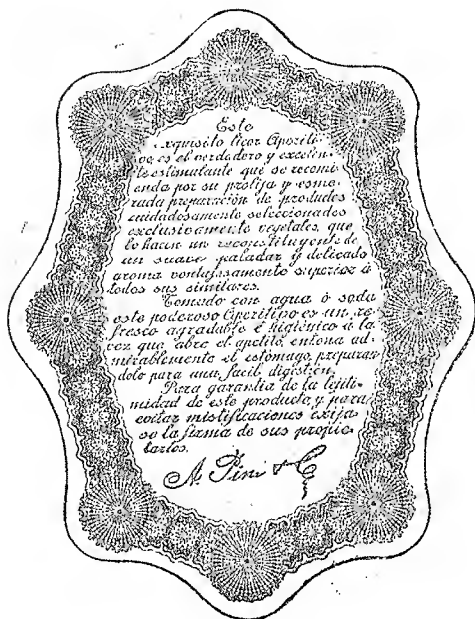 Este
exquisito licor Aperiti-
vo es el verdadero y excelen-
te estimulante que se recomi-
enda por su prolija y esme-
rada preparación de productos
cuidadosamente seleccionados
exclusivamente vegetales, que
lo hacen un reconstituyente de
un suave paladar y delicado
aroma ventajosamente superior á
todos sus similares.
Tomado con agua ó soda
este poderoso Aperitivo es un re-
fresco agradable é higiénico á la
vez que abre el apetito, entona ad-
mirablemente el estómago, preparan-
dolo para una facil digestión.
Para garantia de la lejiti-
midad de este producto y para
evitar mistificaciones exija-
se la firma de sus propie-
tarios.
A. Pini & C.